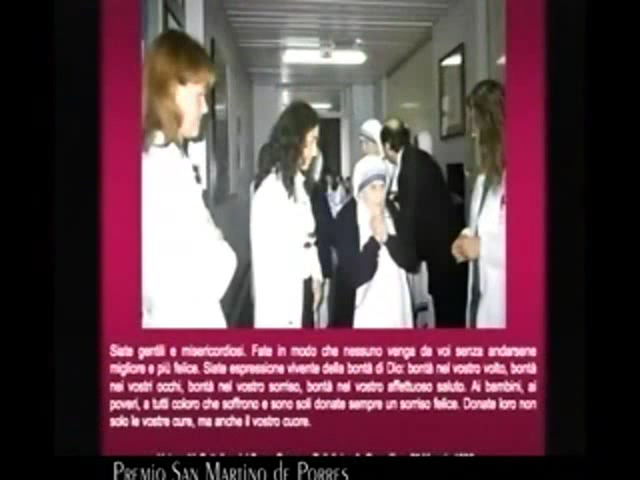 Siate gentili e misericordiosi. Fate in modo che nessuno venga da voi senza andarsene
migliore e più felice. Siate espressione vivente della bontà di Dio: bontà nel vostro volto, bontà
nei vostri occhi, bontà nel vostro sorriso, bontà nel vostro affettuoso saluto. Ai bambini, ai
poveri, a tutti coloro che soffrono e sono soli donate sempre un sorriso felice. Donate loro non
solo le vostre cure, ma anche il vostro cuore.
PREMIO SAN MARTINO DE PORRES